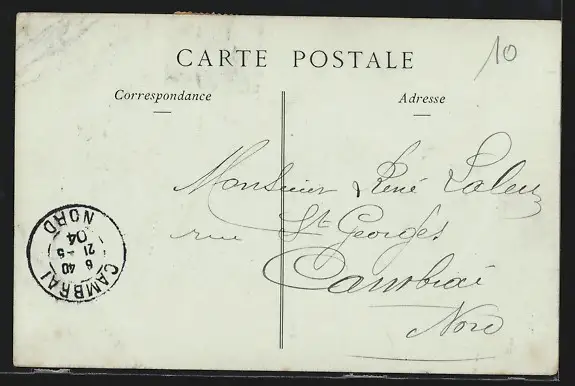 CARTE POSTALE
10
Correspondance
Adresse
Monsieur René
rue St Georges
Cambrai
Nord
CAMBRAI
6 40
21 - 5
04
NORD